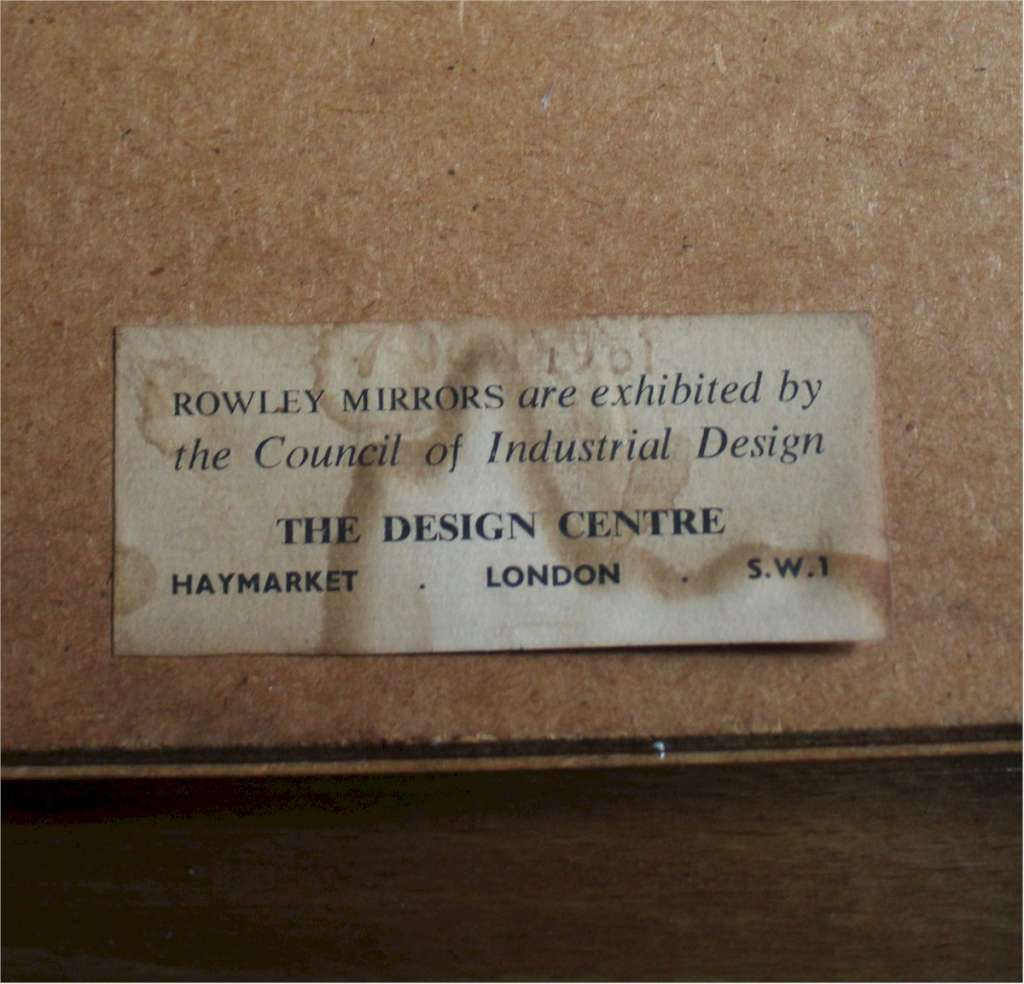 ROWLEY MIRRORS are exhibited by
the Council of Industrial Design
THE DESIGN CENTRE
HAYMARKET . LONDON . S.W.1